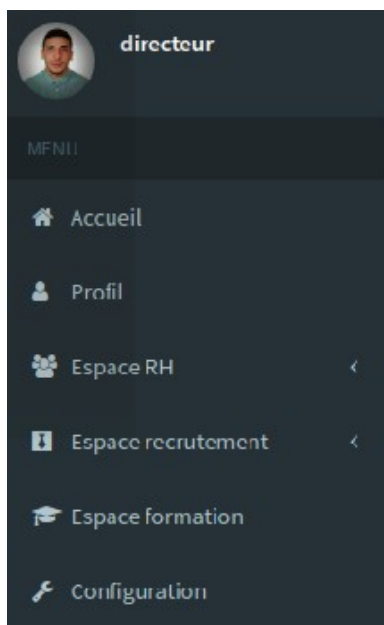 directeur
MENU
Accueil
Profil
Espace RH
Espace recrutement
Espace formation
Configuration